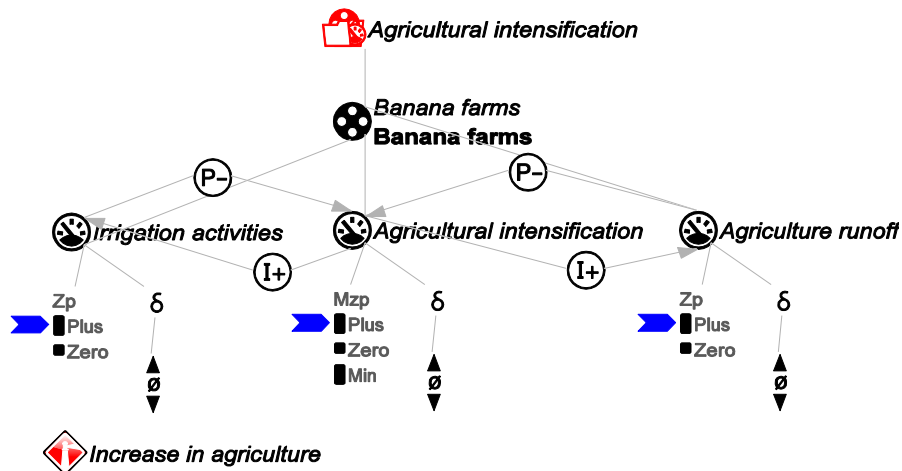 Agricultural intensification
Banana farms
Banana farms
P–
P–
Irrigation activities
Agricultural intensification
Agriculture runoff
I+
I+
Zp
δ
Mzp
δ
Zp
δ
Plus
Plus
Plus
Zero
Zero
Zero
Min
ø
ø
ø
Increase in agriculture